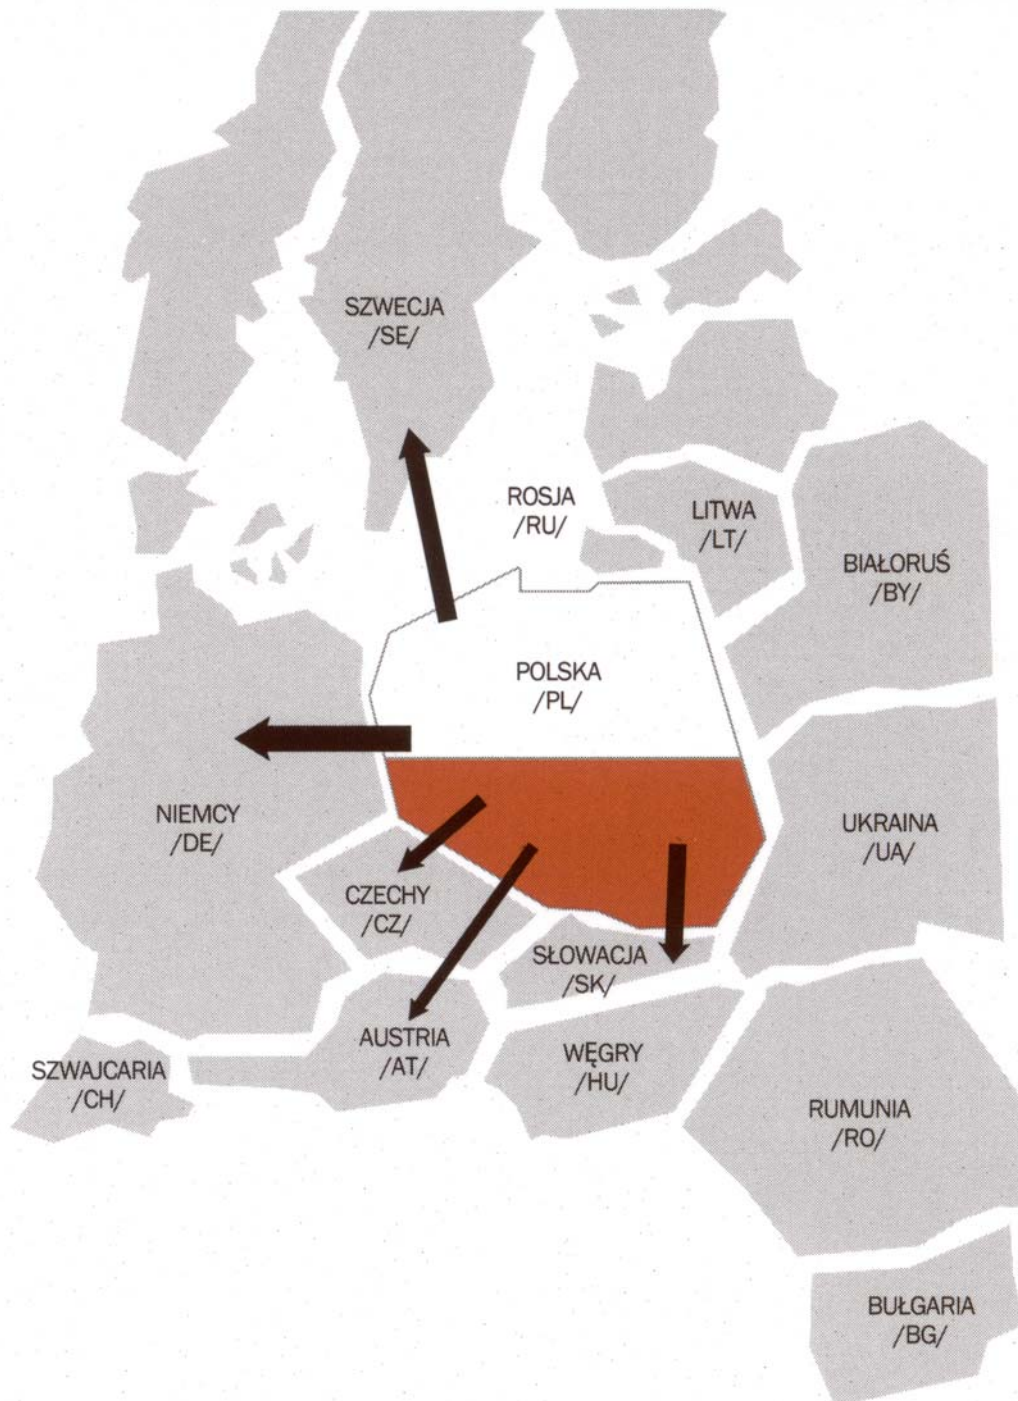 SZWECJA
/SE/
ROSJA
/RU/
LITWA
/LT/
BIAŁORUŚ
/BY/
POLSKA
/PL/
NIEMCY
/DE/
UKRAINA
/UA/
CZECHY
/CZ/
SŁOWACJA
/SK/
AUSTRIA
/AT/
WĘGRY
/HU/
SZWAJCARIA
/CH/
RUMUNIA
/RO/
BUŁGARIA
/BG/